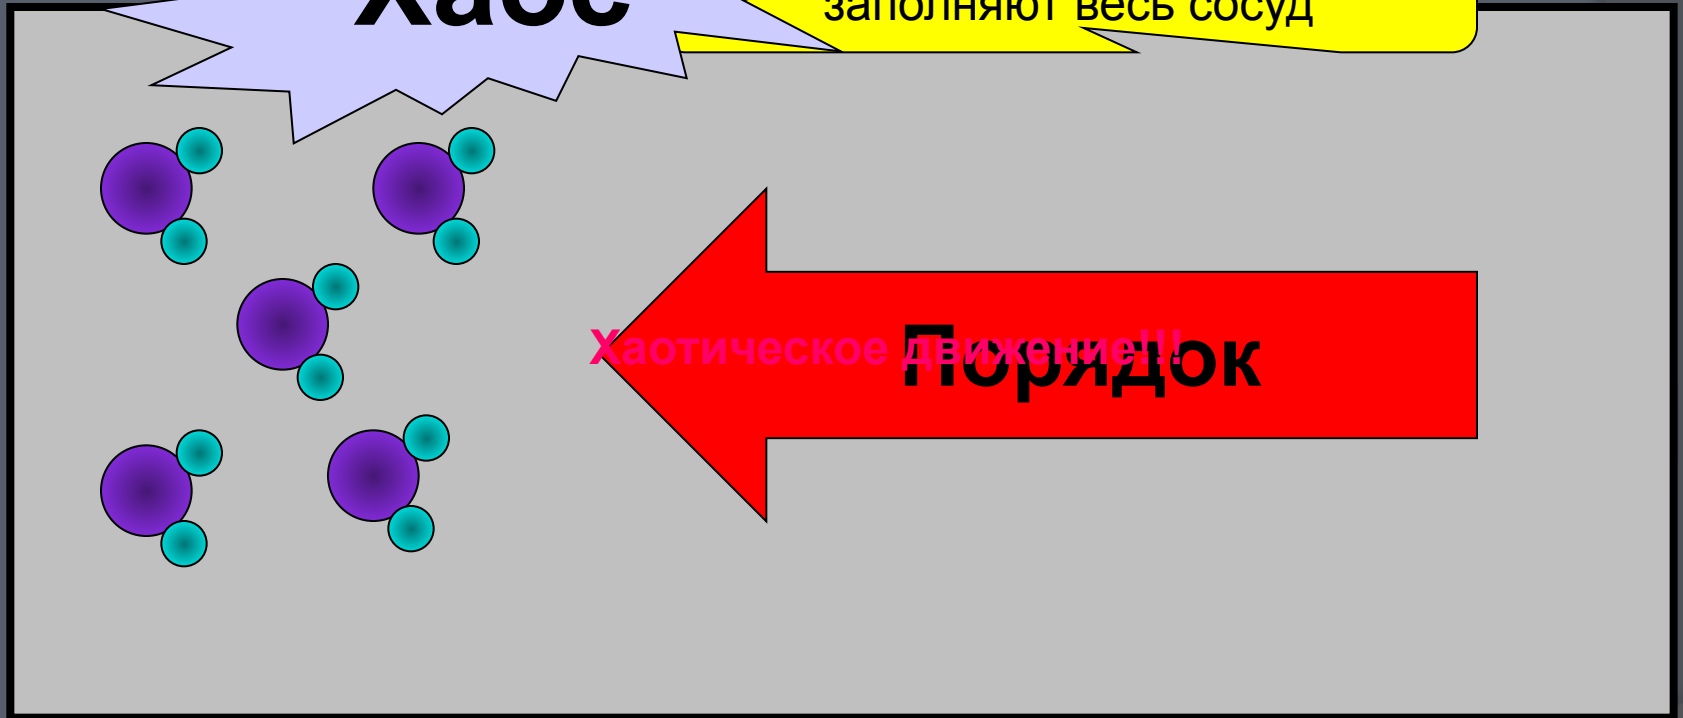 Хаос
заполняют весь сосуд
Хаотическое движение!!!
Порядок